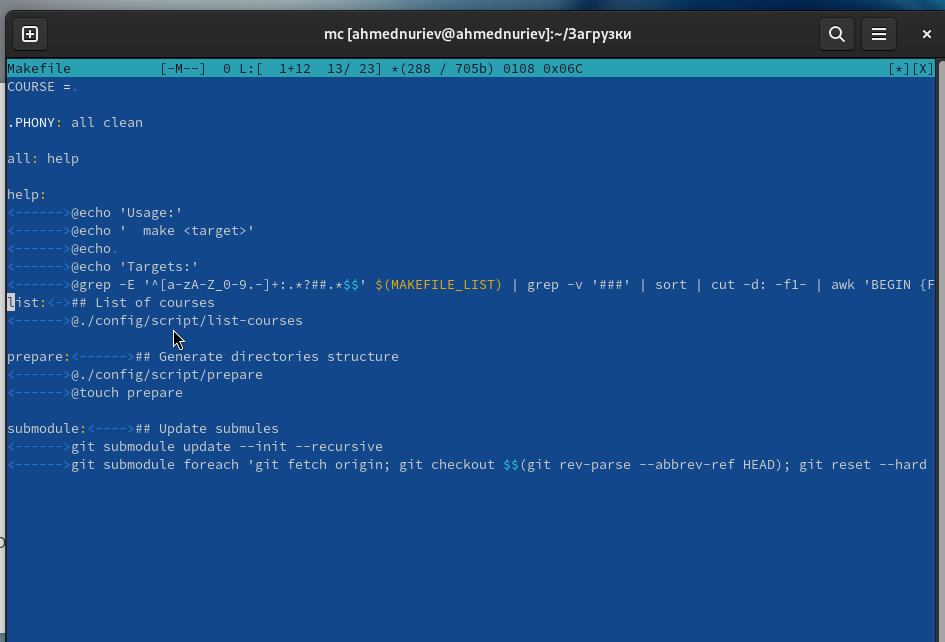 mc [ahmednuriev@ahmednuriev]:~/Загрузки
Makefile [-M--] 0 L:[ 1+12 13/ 23] *(288 / 705b) 0108 0x06C [*][X]
COURSE =.
.PHONY: all clean
all: help
help:
<------>@echo 'Usage:'
<------>@echo '  make <target>'
<------>@echo.
<------>@echo 'Targets:'
<------>@grep -E '^[a-zA-Z_0-9.-]+:.*?##.*$$' $(MAKEFILE_LIST) | grep -v '###' | sort | cut -d: -f1- | awk 'BEGIN {F
list:<->## List of courses
<------>@./config/script/list-courses
prepare:<------>## Generate directories structure
<------>@./config/script/prepare
<------>@touch prepare
submodule:<---->## Update submules
<------>git submodule update --init --recursive
<------>git submodule foreach 'git fetch origin; git checkout $$(git rev-parse --abbrev-ref HEAD); git reset --hard